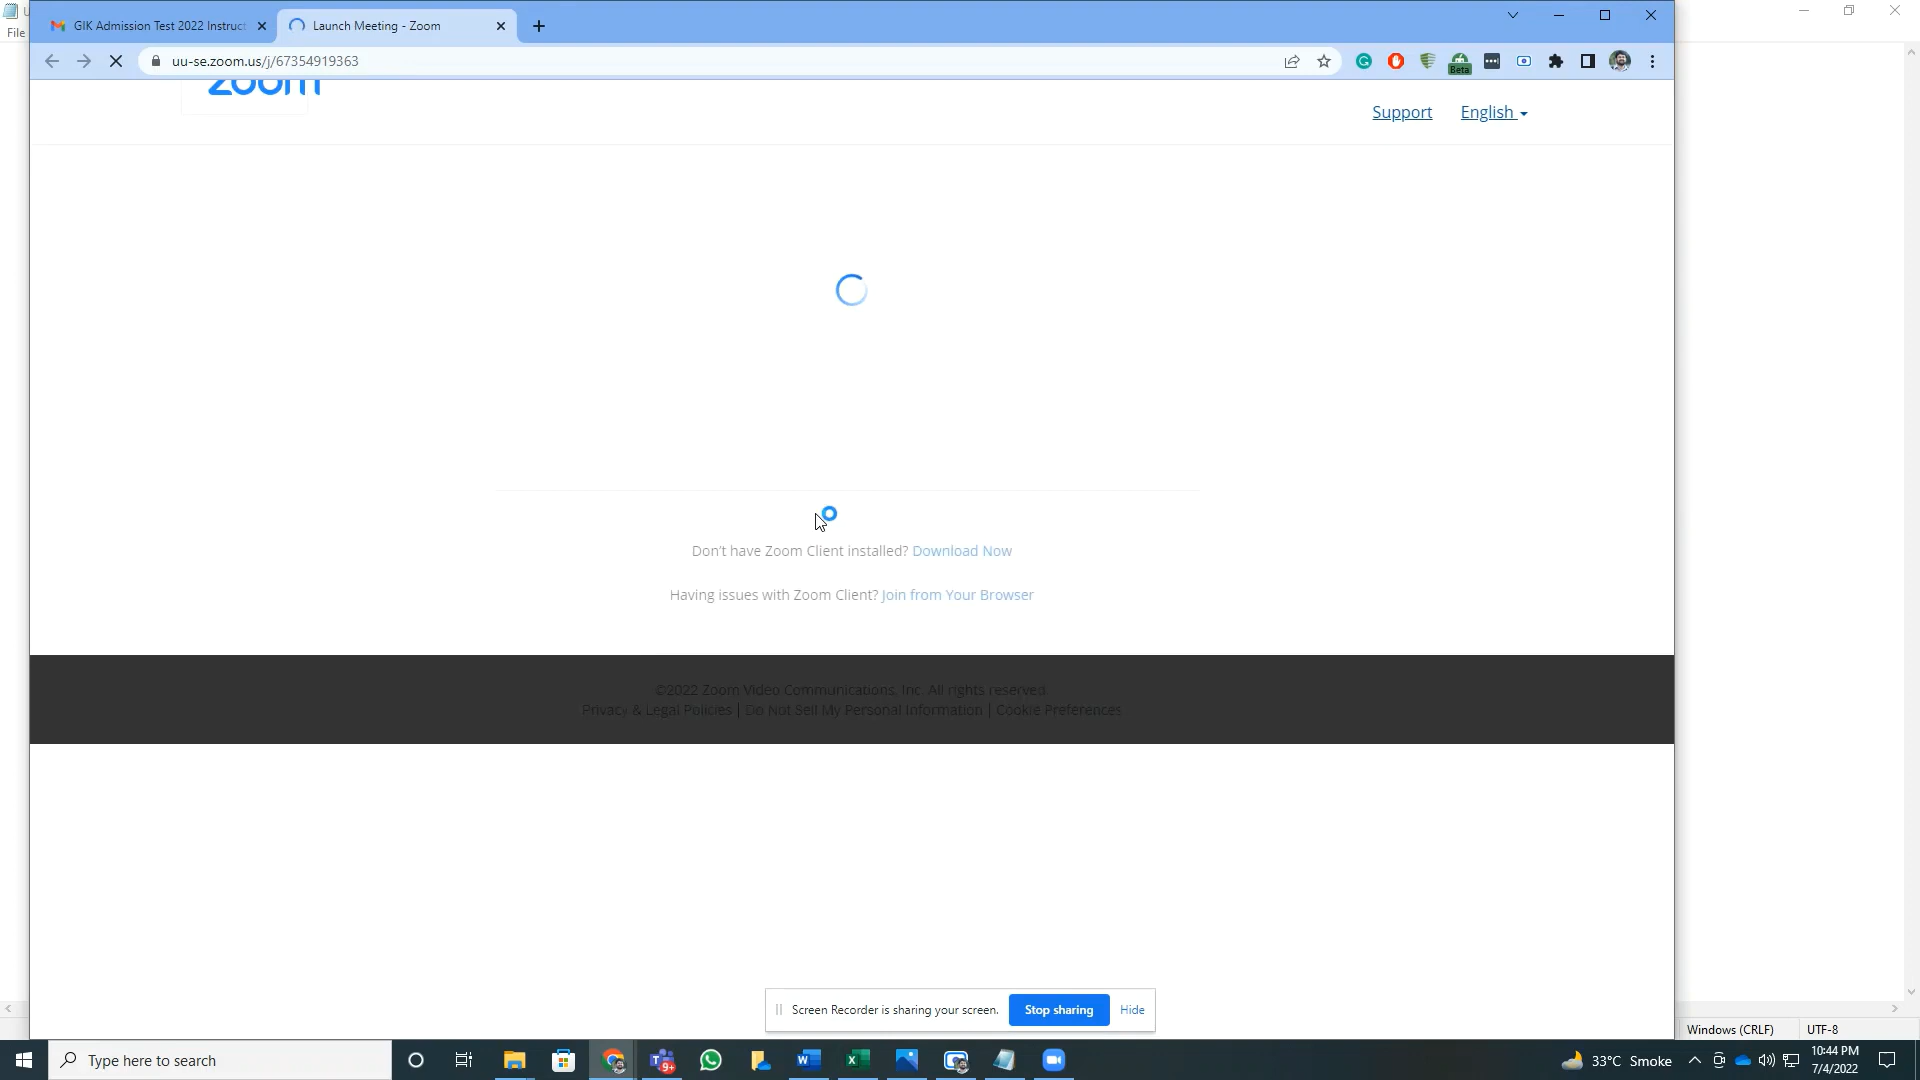 GIK Admission Test 2022 Instruct
Launch Meeting - Zoom
File
uu-se.zoom.us/j/67354919363
Beta
zoom
Support
English
Don't have Zoom Client installed? Download Now
Having issues with Zoom Client? Join from Your Browser
©2022 Zoom Video Communications, Inc. All rights reserved.
Privacy & Legal Policies | Do Not Sell My Personal Information | Cookie Preferences
Screen Recorder is sharing your screen.
Stop sharing
Hide
Windows (CRLF)
UTF-8
Type here to search
9+
33°C Smoke
10:44 PM
7/4/2022